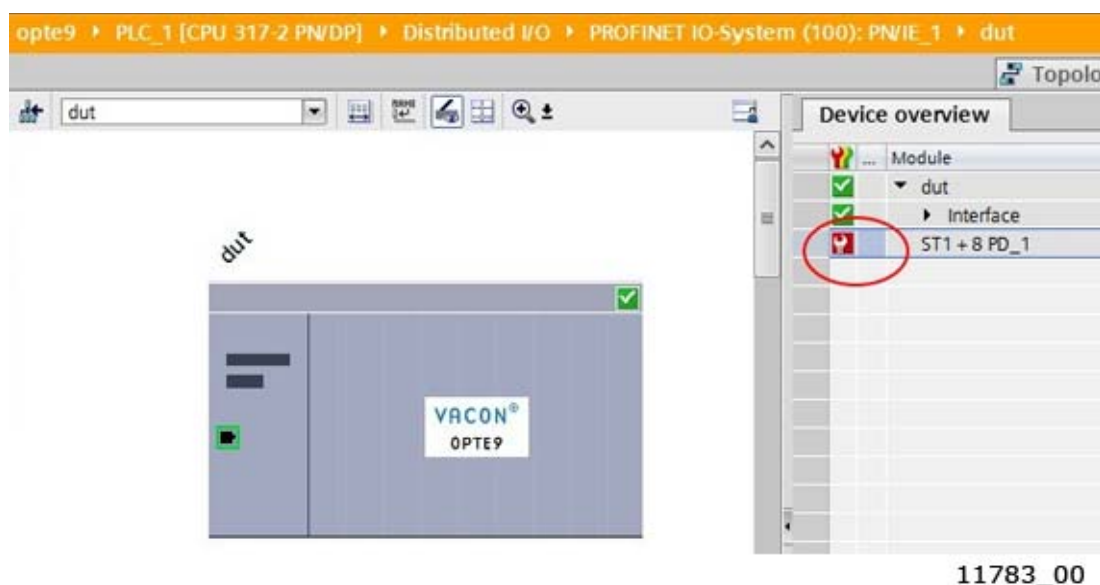 opte9 ▸ PLC_1 [CPU 317-2 PN/DP] ▸ Distributed I/O ▸ PROFINET IO-System (100): PN/IE_1 ▸ dut
Topolo
dut
NAME
±
Device overview
... Module
dut
Interface
ST1 + 8 PD_1
dut
VACON®
OPTE9
11783_00